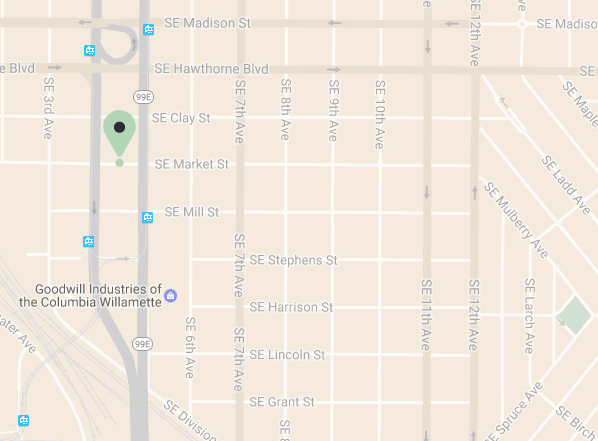 SE Madison St
SE Madiso
SE 12th Ave
e Blvd
SE Hawthorne Blvd
SE
SE 3rd Ave
99E
SE Clay St
SE 7th Ave
SE 8th Ave
SE 9th Ave
SE 10th Ave
SE Maple
SE Market St
SE Ladd Ave
SE Mulberry Ave
SE Mill St
SE 7th Ave
SE Stephens St
Goodwill Industries of
the Columbia Willamette
SE Harrison St
SE 11th Ave
SE 12th Ave
SE Larch Ave
ater Ave
99E
SE 6th Ave
SE 7th Ave
SE Lincoln St
SE Division
SE Grant St
SE 8
SE Spruce Ave
SE Birch